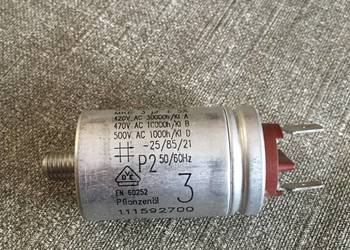 420V AC 30000h/Kl A
470V AC 10000h/Kl B
500V AC 1000h/Kl D
-25/85/21
P2 50/60Hz
VDE
EN 60252
3
Pflanzenöl
111592700